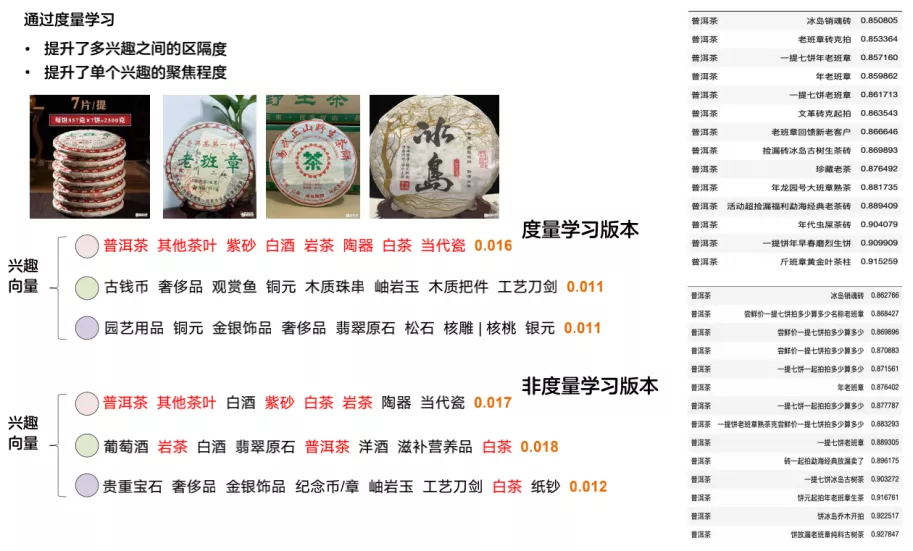 通过度量学习
• 提升了多兴趣之间的区隔度
• 提升了单个兴趣的聚焦程度
7片/提
每饼357克X7饼=2500克
老班章
茶
冰岛
度量学习版本
兴趣向量
普洱茶 其他茶叶 紫砂 白酒 岩茶 陶器 白茶 当代瓷 0.016
古钱币 奢侈品 观赏鱼 铜元 木质珠串 岫岩玉 木质把件 工艺刀剑 0.011
园艺用品 铜元 金银饰品 奢侈品 翡翠原石 松石 核雕 | 核桃 银元 0.011
非度量学习版本
兴趣向量
普洱茶 其他茶叶 白酒 紫砂 白茶 岩茶 陶器 当代瓷 0.017
葡萄酒 岩茶 白酒 翡翠原石 普洱茶 洋酒 滋补营养品 白茶 0.018
贵重宝石 奢侈品 金银饰品 纪念币/章 岫岩玉 工艺刀剑 白茶 纸钞 0.012
普洱茶 冰岛销魂砖 0.850805
普洱茶 老班章砖克拍 0.853364
普洱茶 一提七饼年老班章 0.857160
普洱茶 年老班章 0.859862
普洱茶 一提七饼老班章 0.861713
普洱茶 文革砖克起拍 0.863543
普洱茶 老班章回馈新老客户 0.866646
普洱茶 捡漏砖冰岛古树生茶砖 0.869893
普洱茶 珍藏老茶 0.876492
普洱茶 年龙园号大班章熟茶 0.881735
普洱茶 活动超捡漏福利勐海经典老茶砖 0.889409
普洱茶 年代虫屎茶砖 0.904079
普洱茶 一提饼年早春磨烈生饼 0.909909
普洱茶 斤班章黄金叶茶柱 0.915259
普洱茶 冰岛销魂砖 0.862766
普洱茶 尝鲜价一提七饼拍多少算多少名称老班章 0.868427
普洱茶 尝鲜价一提七饼拍多少算多少 0.869896
普洱茶 尝鲜价一提七饼拍多少算多少 0.870883
普洱茶 一提七饼一起拍拍多少算多少 0.871561
普洱茶 年老班章 0.876402
普洱茶 一提七饼一起拍拍多少算多少 0.877787
普洱茶 一提饼老班章熟茶克尝鲜价一提七饼拍多少算多少 0.883293
普洱茶 一提七饼老班章 0.889305
普洱茶 砖一起拍勐海经典放漏卖了 0.896175
普洱茶 一提七饼冰岛古树茶 0.903272
普洱茶 饼元起拍年老班章生茶 0.916761
普洱茶 饼冰岛乔木开拍 0.922517
普洱茶 饼放漏老班章纯料古树茶 0.927847